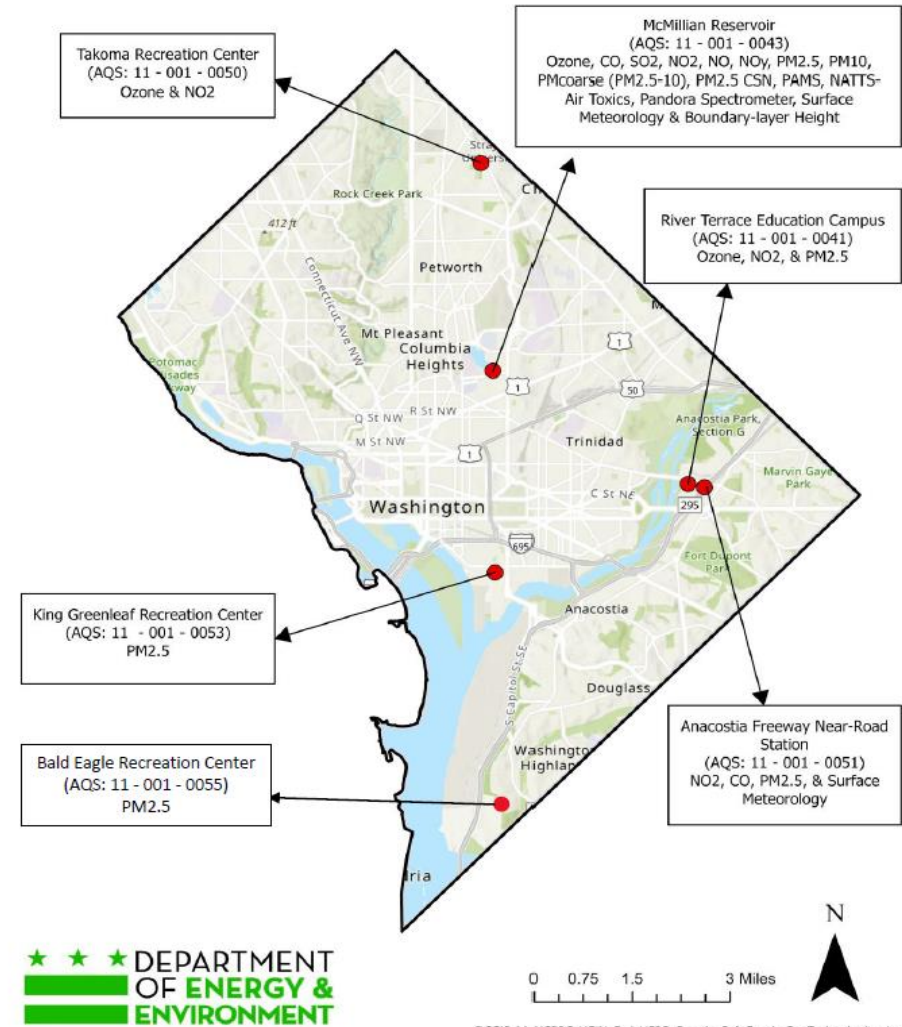 McMillian Reservoir
(AQS: 11 - 001 - 0043)
Ozone, CO, SO2, NO2, NO, NOy, PM2.5, PM10,
PMcoarse (PM2.5-10), PM2.5 CSN, PAMS, NATTS-
Air Toxics, Pandora Spectrometer, Surface
Meteorology & Boundary-layer Height
Takoma Recreation Center
(AQS: 11 - 001 - 0050)
Ozone & NO2
Rock Creek Park
412 ft
River Terrace Education Campus
(AQS: 11 - 001 - 0041)
Ozone, NO2, & PM2.5
Petworth
Connecticut Ave NW
Mt Pleasant
Columbia
Heights
1
1
50
Q St NW
R St NW
M St NW
1
Trinidad
Anacostia Park,
Section G
Marvin Gaye
Park
C St NE
295
Washington
695
Fort Dupont
Park
King Greenleaf Recreation Center
(AQS: 11 - 001 - 0053)
PM2.5
Anacostia
S Capitol St SE
Douglass
Anacostia Freeway Near-Road
Station
(AQS: 11 - 001 - 0051)
NO2, CO, PM2.5, & Surface
Meteorology
Bald Eagle Recreation Center
(AQS: 11 - 001 - 0055)
PM2.5
N
DEPARTMENT
OF ENERGY &
ENVIRONMENT
0 0.75 1.5 3 Miles